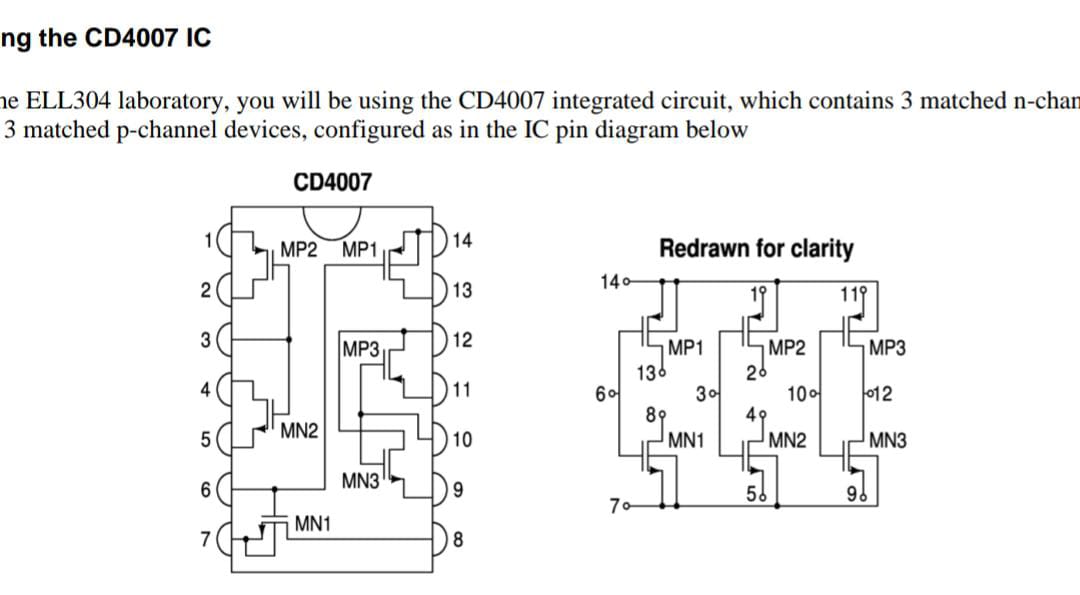 ng the CD4007 IC
he ELL304 laboratory, you will be using the CD4007 integrated circuit, which contains 3 matched n-chan
3 matched p-channel devices, configured as in the IC pin diagram below
CD4007
1 MP2 MP1 14
2 13
3 MP3 12
4 11
5 MN2 10
6 MN3 9
7 MN1 8
Redrawn for clarity
14 1 11
MP1 MP2 MP3
13 2
6 3 10 12
8 4
MN1 MN2 MN3
5 9
7